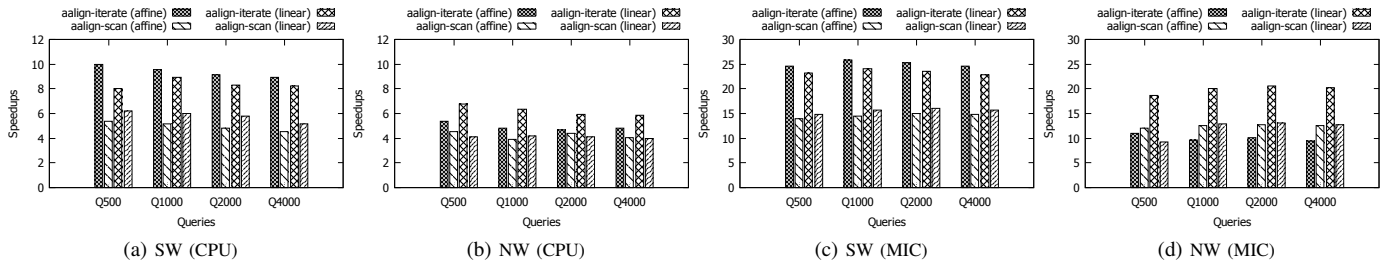 aalign-iterate (affine) aalign-iterate (linear)
aalign-scan (affine) aalign-scan (linear)
12
10
8
6
4
2
0
Speedups
Q500 Q1000 Q2000 Q4000
Queries
(a) SW (CPU)
aalign-iterate (affine) aalign-iterate (linear)
aalign-scan (affine) aalign-scan (linear)
12
10
8
6
4
2
0
Speedups
Q500 Q1000 Q2000 Q4000
Queries
(b) NW (CPU)
aalign-iterate (affine) aalign-iterate (linear)
aalign-scan (affine) aalign-scan (linear)
30
25
20
15
10
5
0
Speedups
Q500 Q1000 Q2000 Q4000
Queries
(c) SW (MIC)
aalign-iterate (affine) aalign-iterate (linear)
aalign-scan (affine) aalign-scan (linear)
30
25
20
15
10
5
0
Speedups
Q500 Q1000 Q2000 Q4000
Queries
(d) NW (MIC)